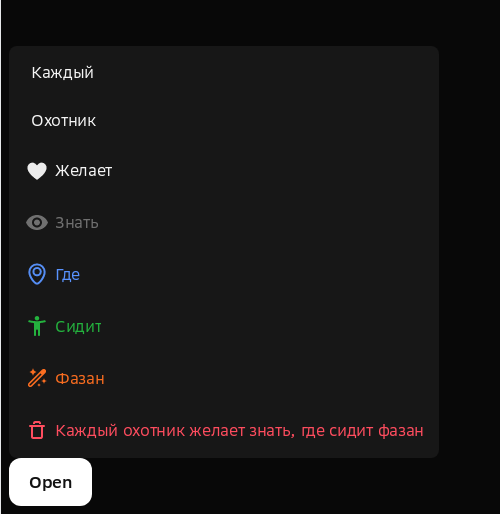 Каждый
Охотник
Желает
Знать
Где
Сидит
Фазан
Каждый охотник желает знать, где сидит фазан
Open